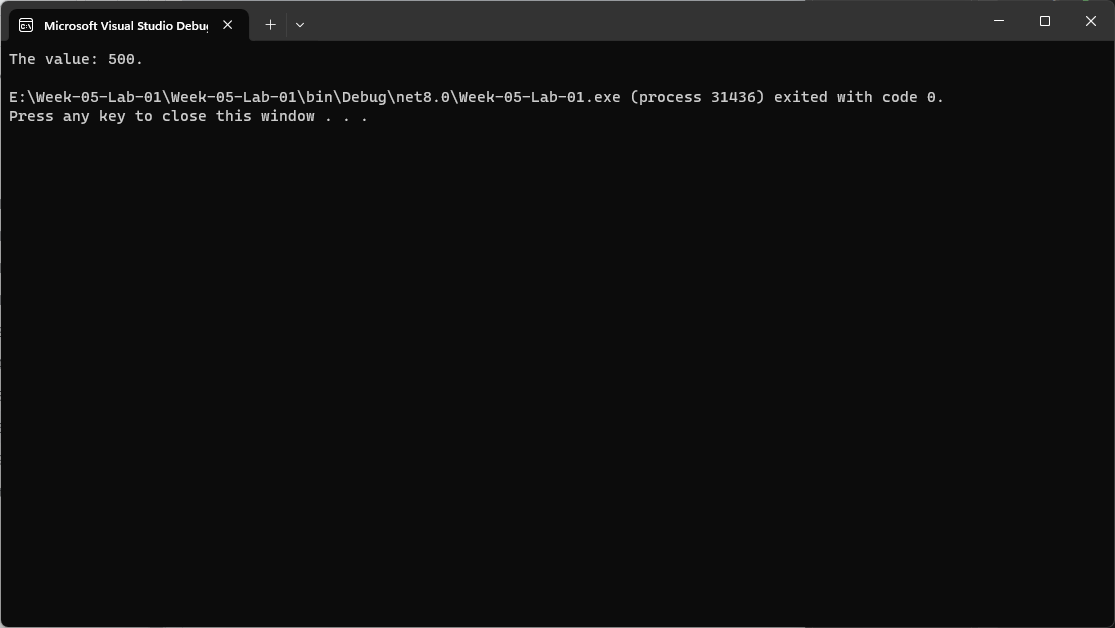 Microsoft Visual Studio Debug
The value: 500.
E:\Week-05-Lab-01\Week-05-Lab-01\bin\Debug\net8.0\Week-05-Lab-01.exe (process 31436) exited with code 0.
Press any key to close this window . . .